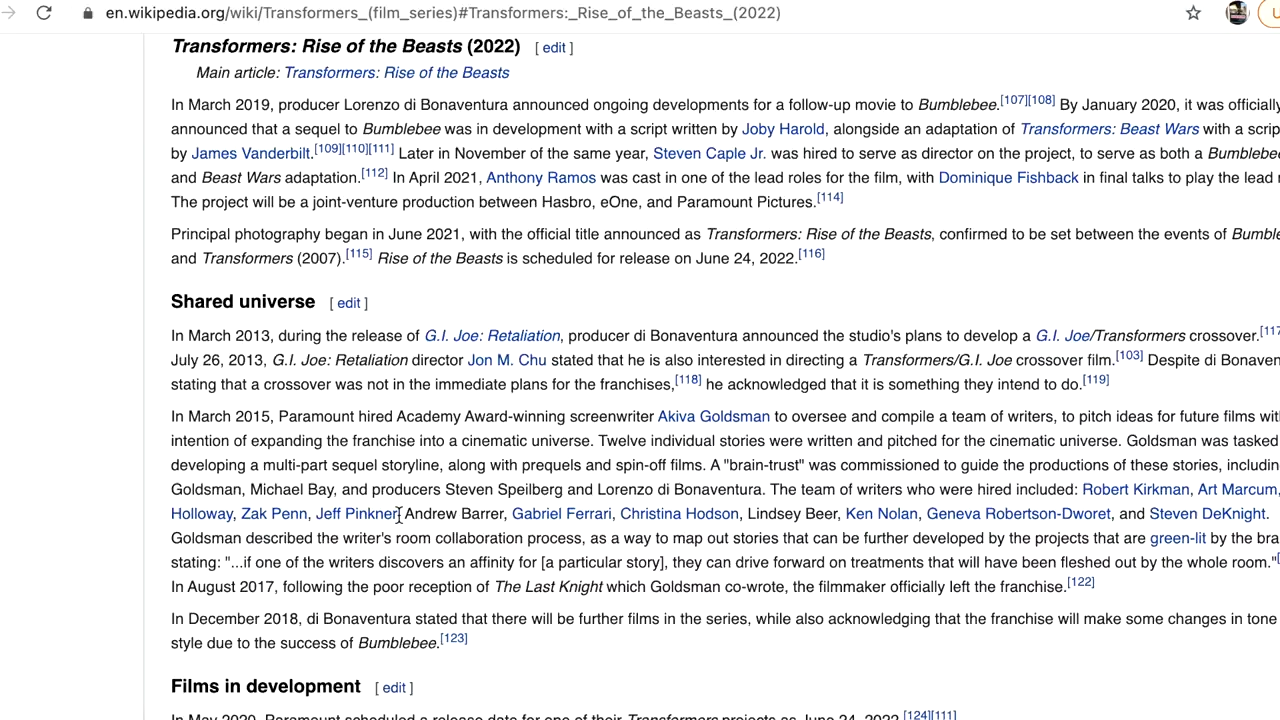 en.wikipedia.org/wiki/Transformers_(film_series)#Transformers:_Rise_of_the_Beasts_(2022)
Transformers: Rise of the Beasts (2022) [ edit ]
Main article: Transformers: Rise of the Beasts
In March 2019, producer Lorenzo di Bonaventura announced ongoing developments for a follow-up movie to Bumblebee.[107][108] By January 2020, it was officially
announced that a sequel to Bumblebee was in development with a script written by Joby Harold, alongside an adaptation of Transformers: Beast Wars with a scrip
by James Vanderbilt.[109][110][111] Later in November of the same year, Steven Caple Jr. was hired to serve as director on the project, to serve as both a Bumblebee
and Beast Wars adaptation.[112] In April 2021, Anthony Ramos was cast in one of the lead roles for the film, with Dominique Fishback in final talks to play the lead
The project will be a joint-venture production between Hasbro, eOne, and Paramount Pictures.[114]
Principal photography began in June 2021, with the official title announced as Transformers: Rise of the Beasts, confirmed to be set between the events of Bumble
and Transformers (2007).[115] Rise of the Beasts is scheduled for release on June 24, 2022.[116]
Shared universe [ edit ]
In March 2013, during the release of G.I. Joe: Retaliation, producer di Bonaventura announced the studio's plans to develop a G.I. Joe/Transformers crossover.[117
July 26, 2013, G.I. Joe: Retaliation director Jon M. Chu stated that he is also interested in directing a Transformers/G.I. Joe crossover film.[103] Despite di Bonaven
stating that a crossover was not in the immediate plans for the franchises,[118] he acknowledged that it is something they intend to do.[119]
In March 2015, Paramount hired Academy Award-winning screenwriter Akiva Goldsman to oversee and compile a team of writers, to pitch ideas for future films wit
intention of expanding the franchise into a cinematic universe. Twelve individual stories were written and pitched for the cinematic universe. Goldsman was tasked
developing a multi-part sequel storyline, along with prequels and spin-off films. A "brain-trust" was commissioned to guide the productions of these stories, includin
Goldsman, Michael Bay, and producers Steven Speilberg and Lorenzo di Bonaventura. The team of writers who were hired included: Robert Kirkman, Art Marcum,
Holloway, Zak Penn, Jeff Pinkner, Andrew Barrer, Gabriel Ferrari, Christina Hodson, Lindsey Beer, Ken Nolan, Geneva Robertson-Dworet, and Steven DeKnight.
Goldsman described the writer's room collaboration process, as a way to map out stories that can be further developed by the projects that are green-lit by the bra
stating: "...if one of the writers discovers an affinity for [a particular story], they can drive forward on treatments that will have been fleshed out by the whole room."[
In August 2017, following the poor reception of The Last Knight which Goldsman co-wrote, the filmmaker officially left the franchise.[122]
In December 2018, di Bonaventura stated that there will be further films in the series, while also acknowledging that the franchise will make some changes in tone
style due to the success of Bumblebee.[123]
Films in development [ edit ]
In May 2020, Paramount scheduled a release date for one of their Transformers projects as June 24, 2022.[124][111]